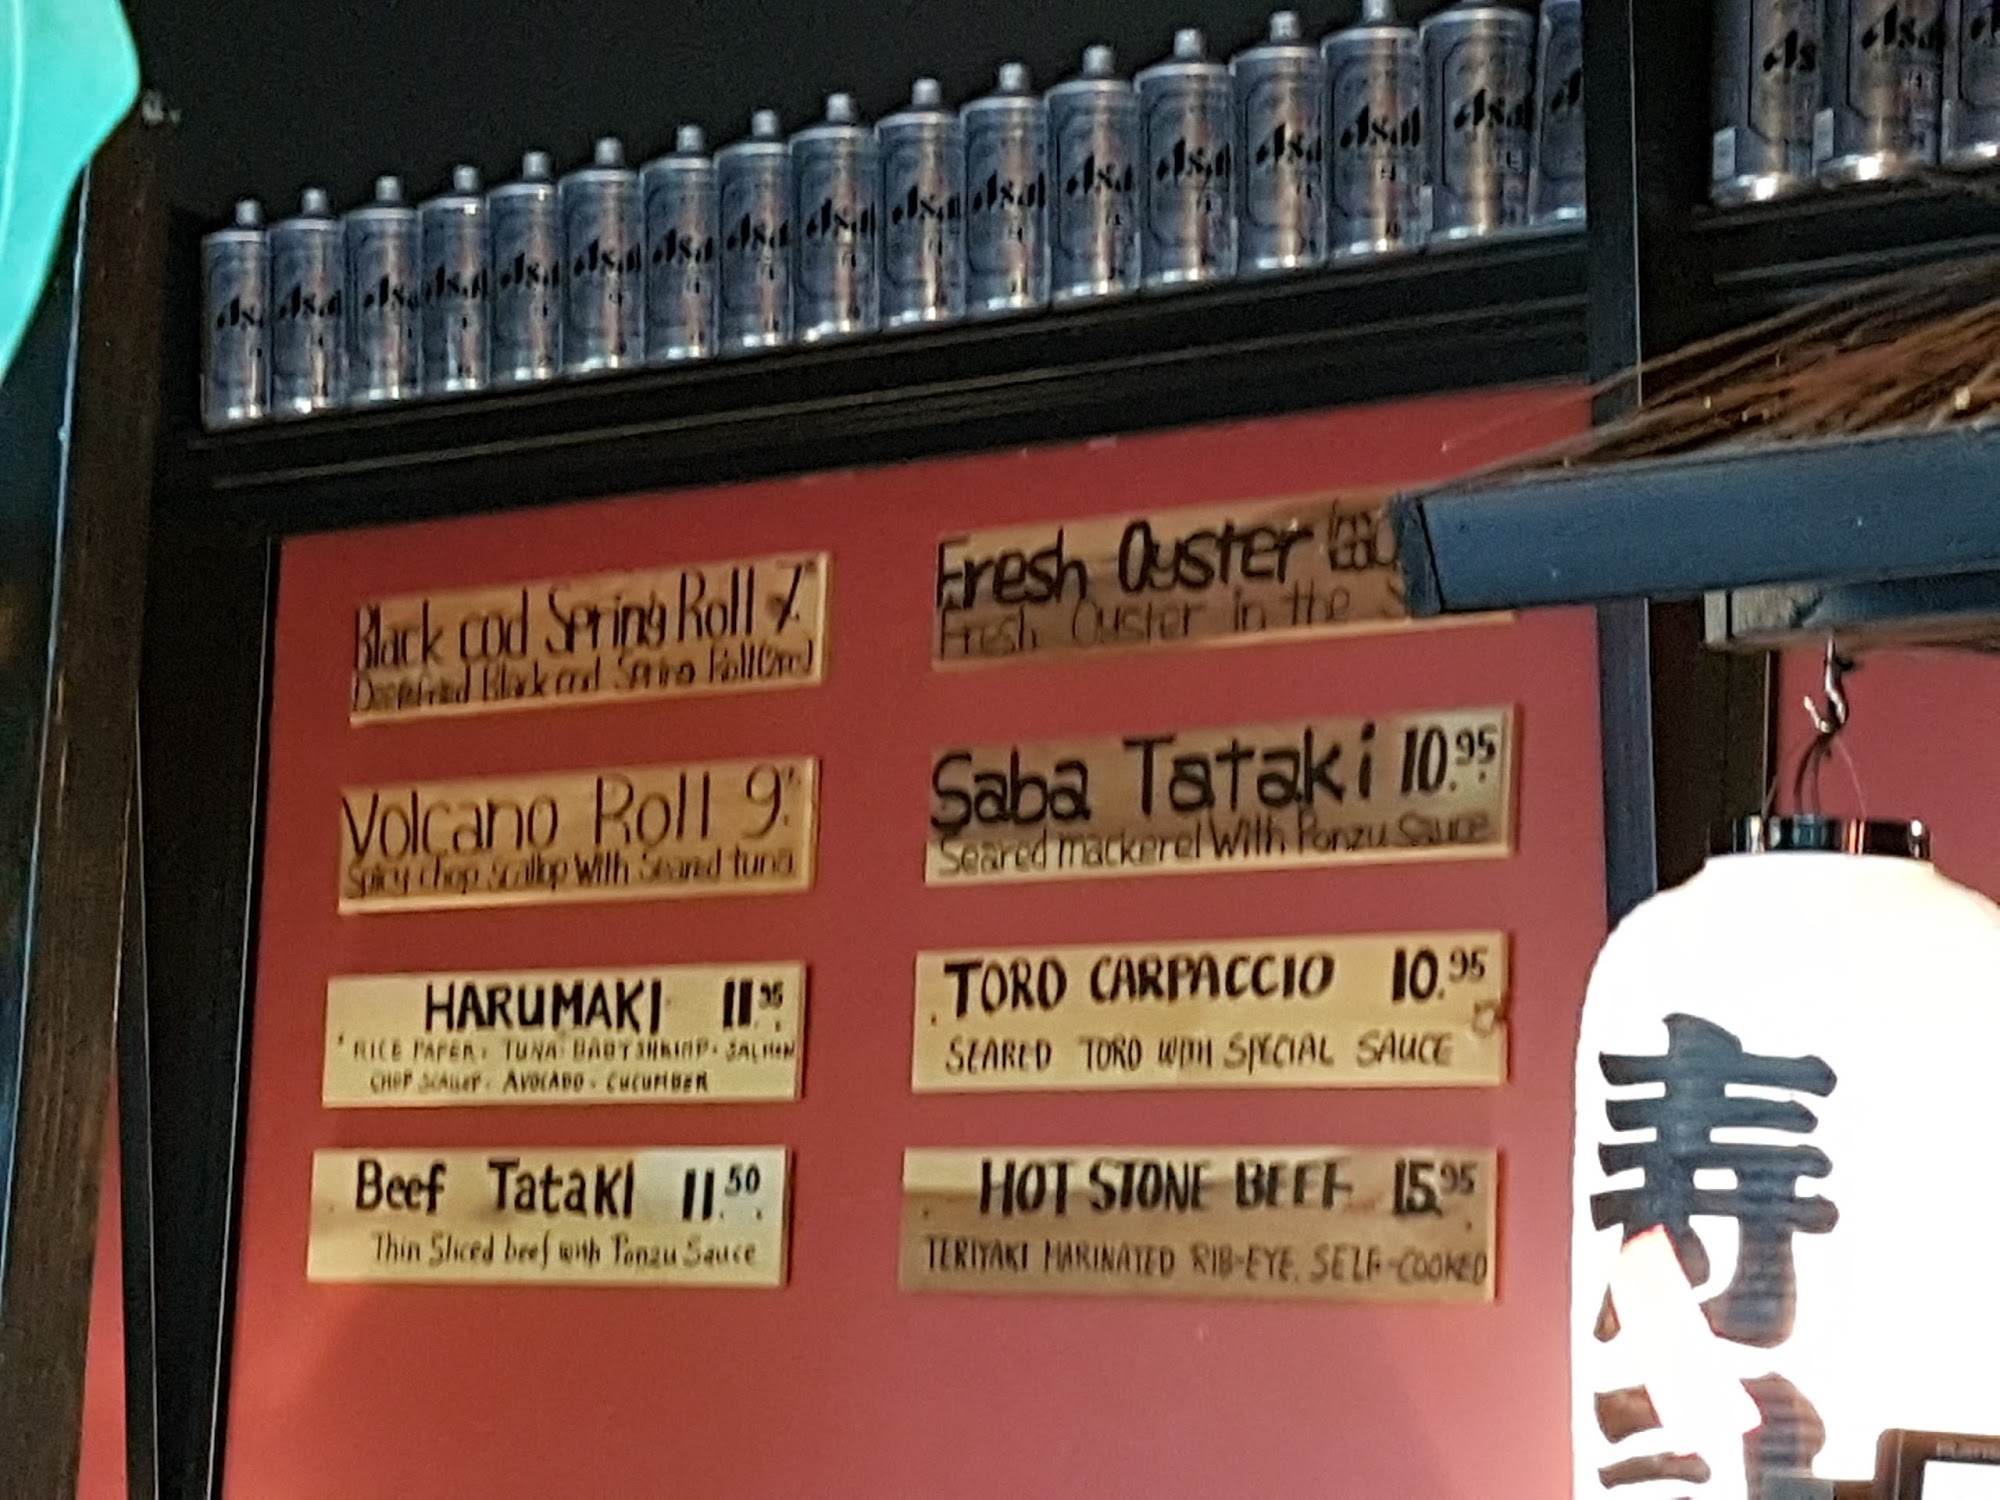 Black cod Spring Roll 7.
Deepfried Black cod Spring Roll
Fresh Oyster
Fresh Oyster in the
Volcano Roll 9.
Spicy chop scallop With Seared tuna
Saba Tataki 10.95
Seared mackerel With Ponzu Sauce
HARUMAKI 11.95
RICE PAPER. TUNA. BABY SHRIMP. SALMON
CHOP SCALLOP. AVOCADO. CUCUMBER
TORO CARPACCIO 10.95
SEARED TORO WITH SPECIAL SAUCE
Beef Tataki 11.50
Thin Sliced beef with Ponzu Sauce
HOT STONE BEEF 15.95
TERIYAKI MARINATED RIB-EYE. SELF-COOKED
寿